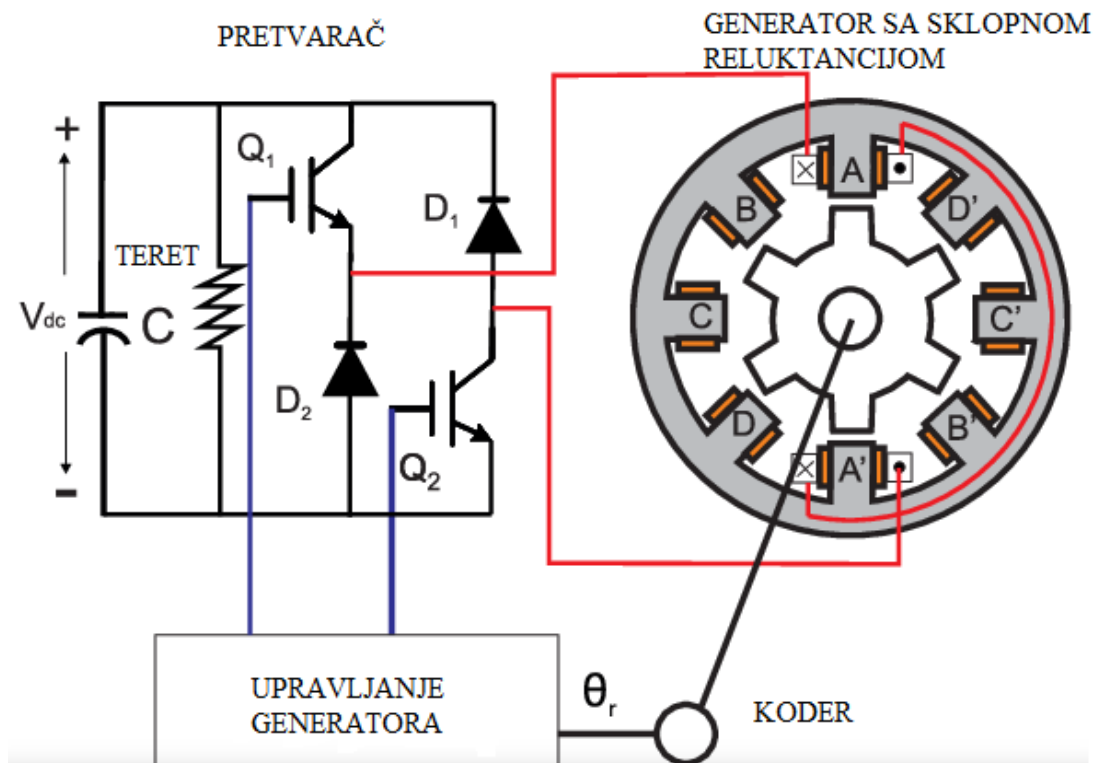 PRETVARAČ
GENERATOR SA SKLOPNOM
RELUKTANCIJOM
+
Q1
D1
TERET
Vdc
C
D2
Q2
-
A
B
D'
C
C'
D
B'
A'
UPRAVLJANJE
GENERATORA
θr
KODER